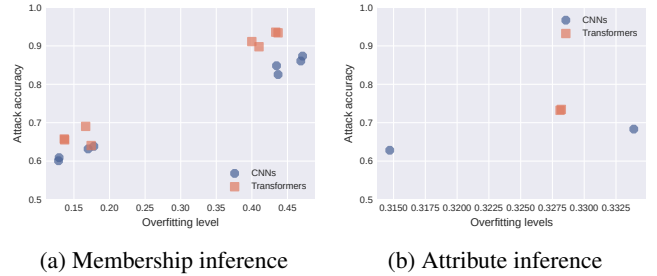 1.0
0.9
0.8
0.7
0.6
0.5
Attack accuracy
CNNs
Transformers
0.15 0.20 0.25 0.30 0.35 0.40 0.45
Overfitting level
(a) Membership inference
1.0
0.9
0.8
0.7
0.6
0.5
Attack accuracy
CNNs
Transformers
0.3150 0.3175 0.3200 0.3225 0.3250 0.3275 0.3300 0.3325
Overfitting levels
(b) Attribute inference